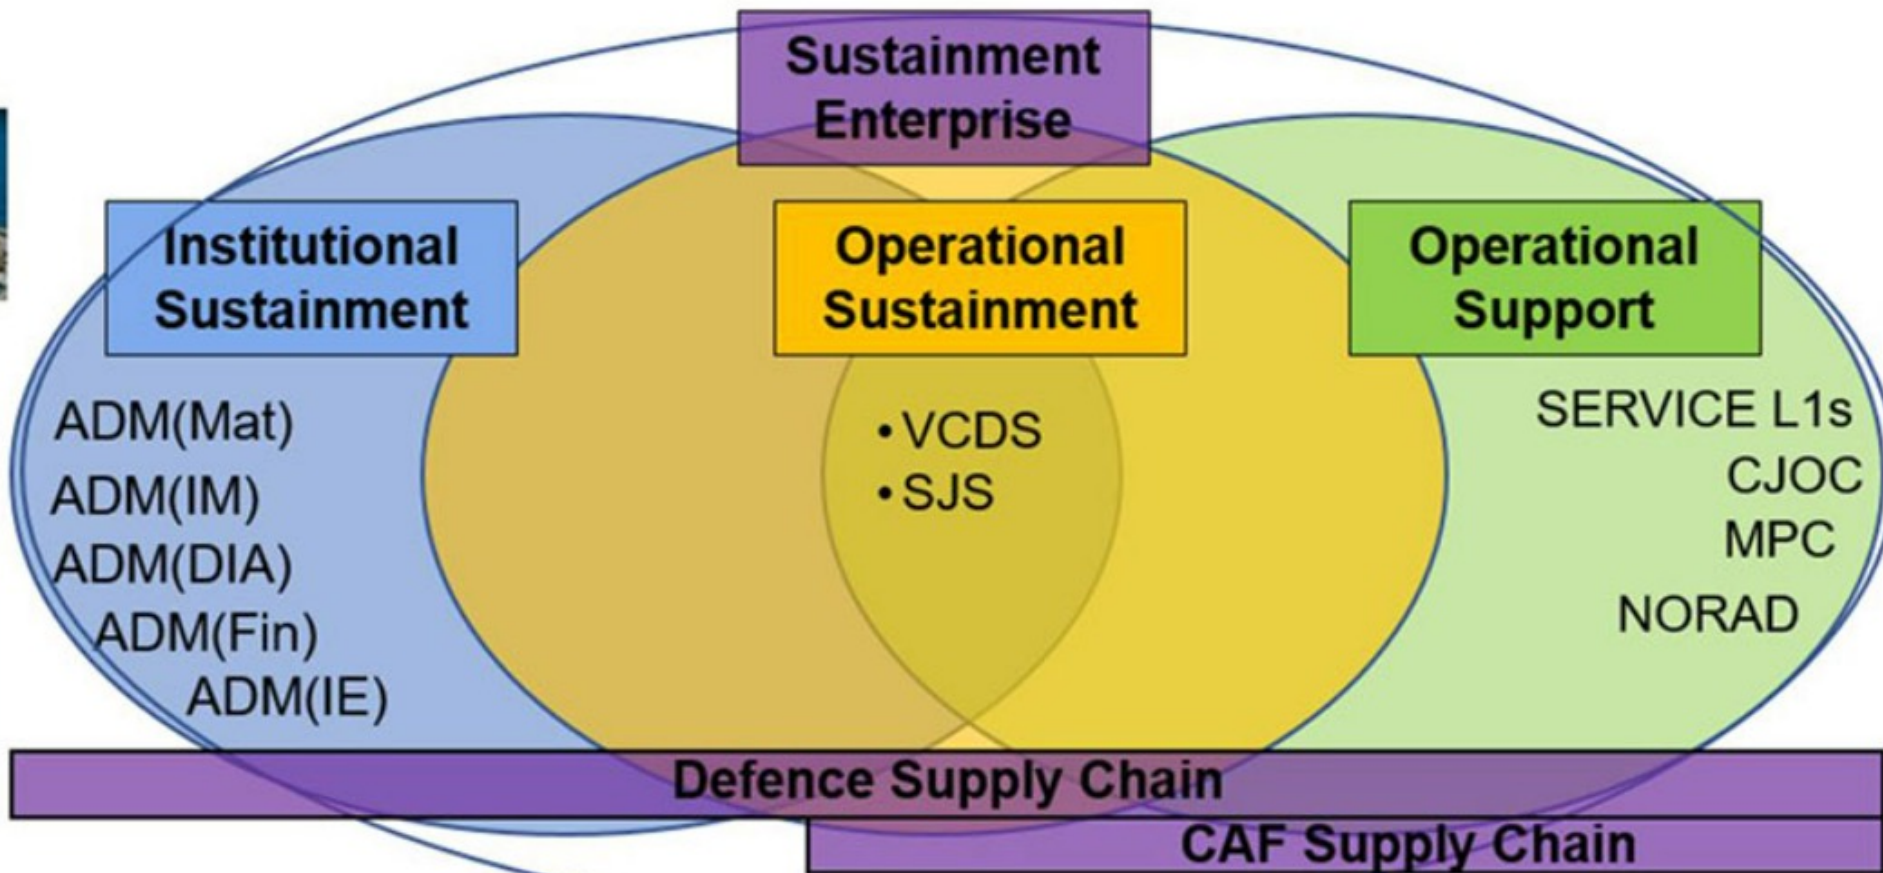 Sustainment
Enterprise
Institutional
Sustainment
Operational
Sustainment
Operational
Support
ADM(Mat)
ADM(IM)
ADM(DIA)
ADM(Fin)
ADM(IE)
• VCDS
• SJS
SERVICE L1s
CJOC
MPC
NORAD
Defence Supply Chain
CAF Supply Chain